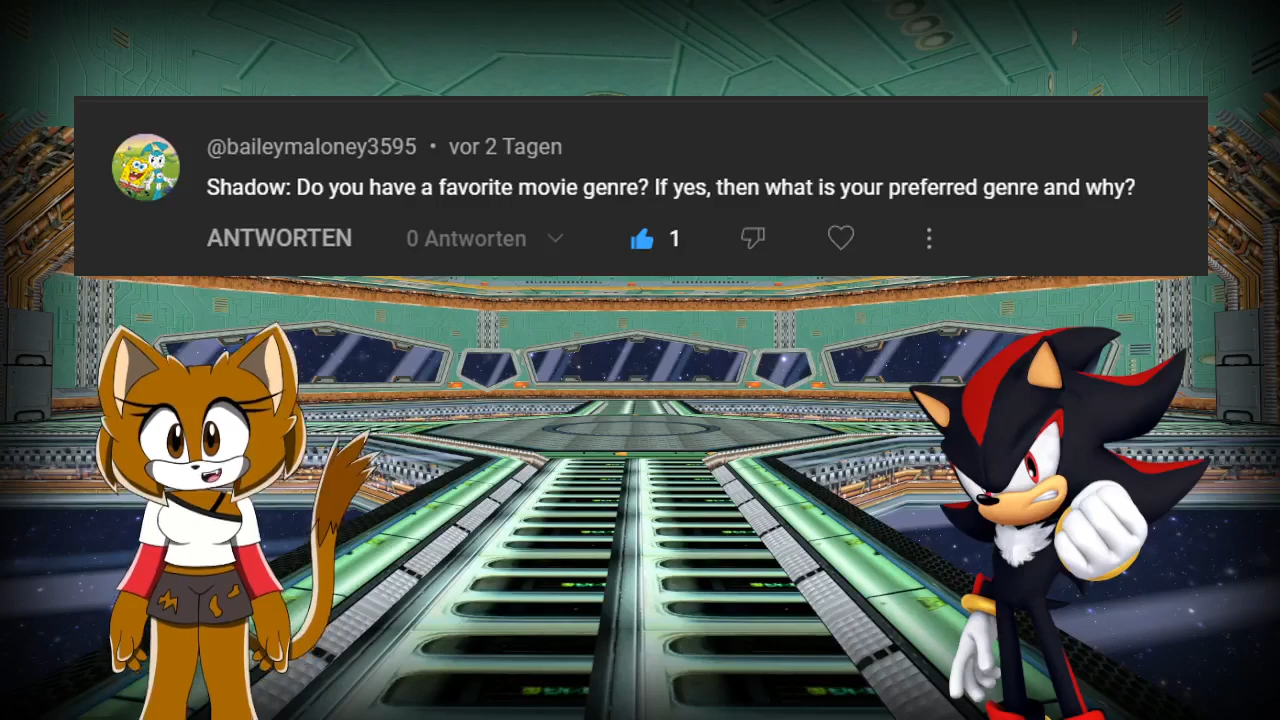 @baileymaloney3595 • vor 2 Tagen
Shadow: Do you have a favorite movie genre? If yes, then what is your preferred genre and why?
ANTWORTEN 0 Antworten 1